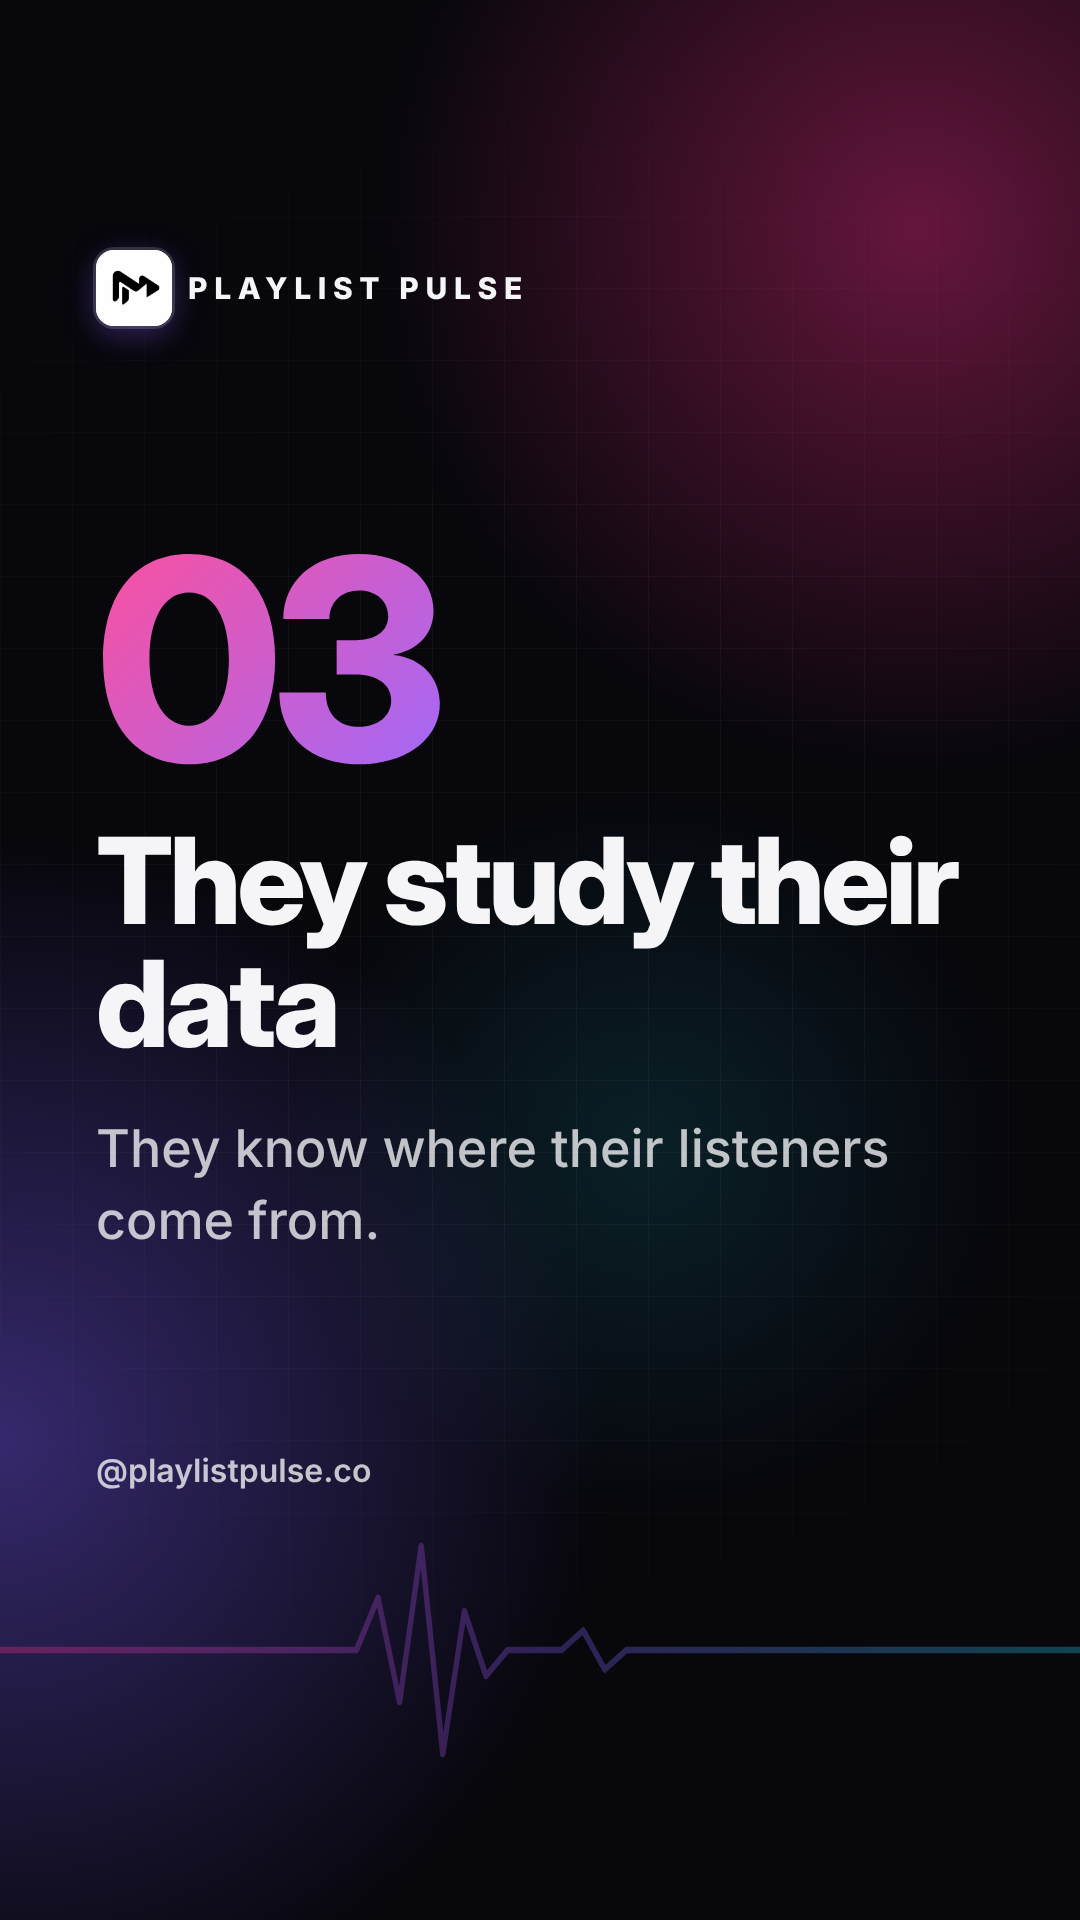 PLAYLIST PULSE
03
They study their
data
They know where their listeners
come from.
@playlistpulse.co